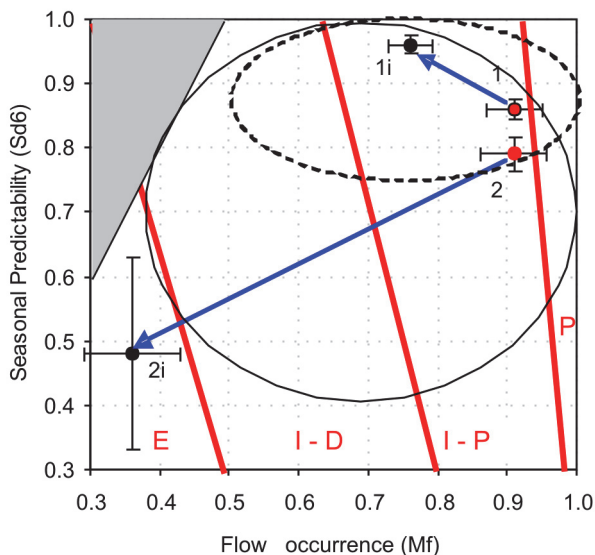 1.0
0.9
0.8
0.7
0.6
0.5
0.4
0.3
Seasonal Predictability (Sd6)
1i
1
2
2i
P
E
I - D
I - P
0.3 0.4 0.5 0.6 0.7 0.8 0.9 1.0
Flow occurrence (Mf)